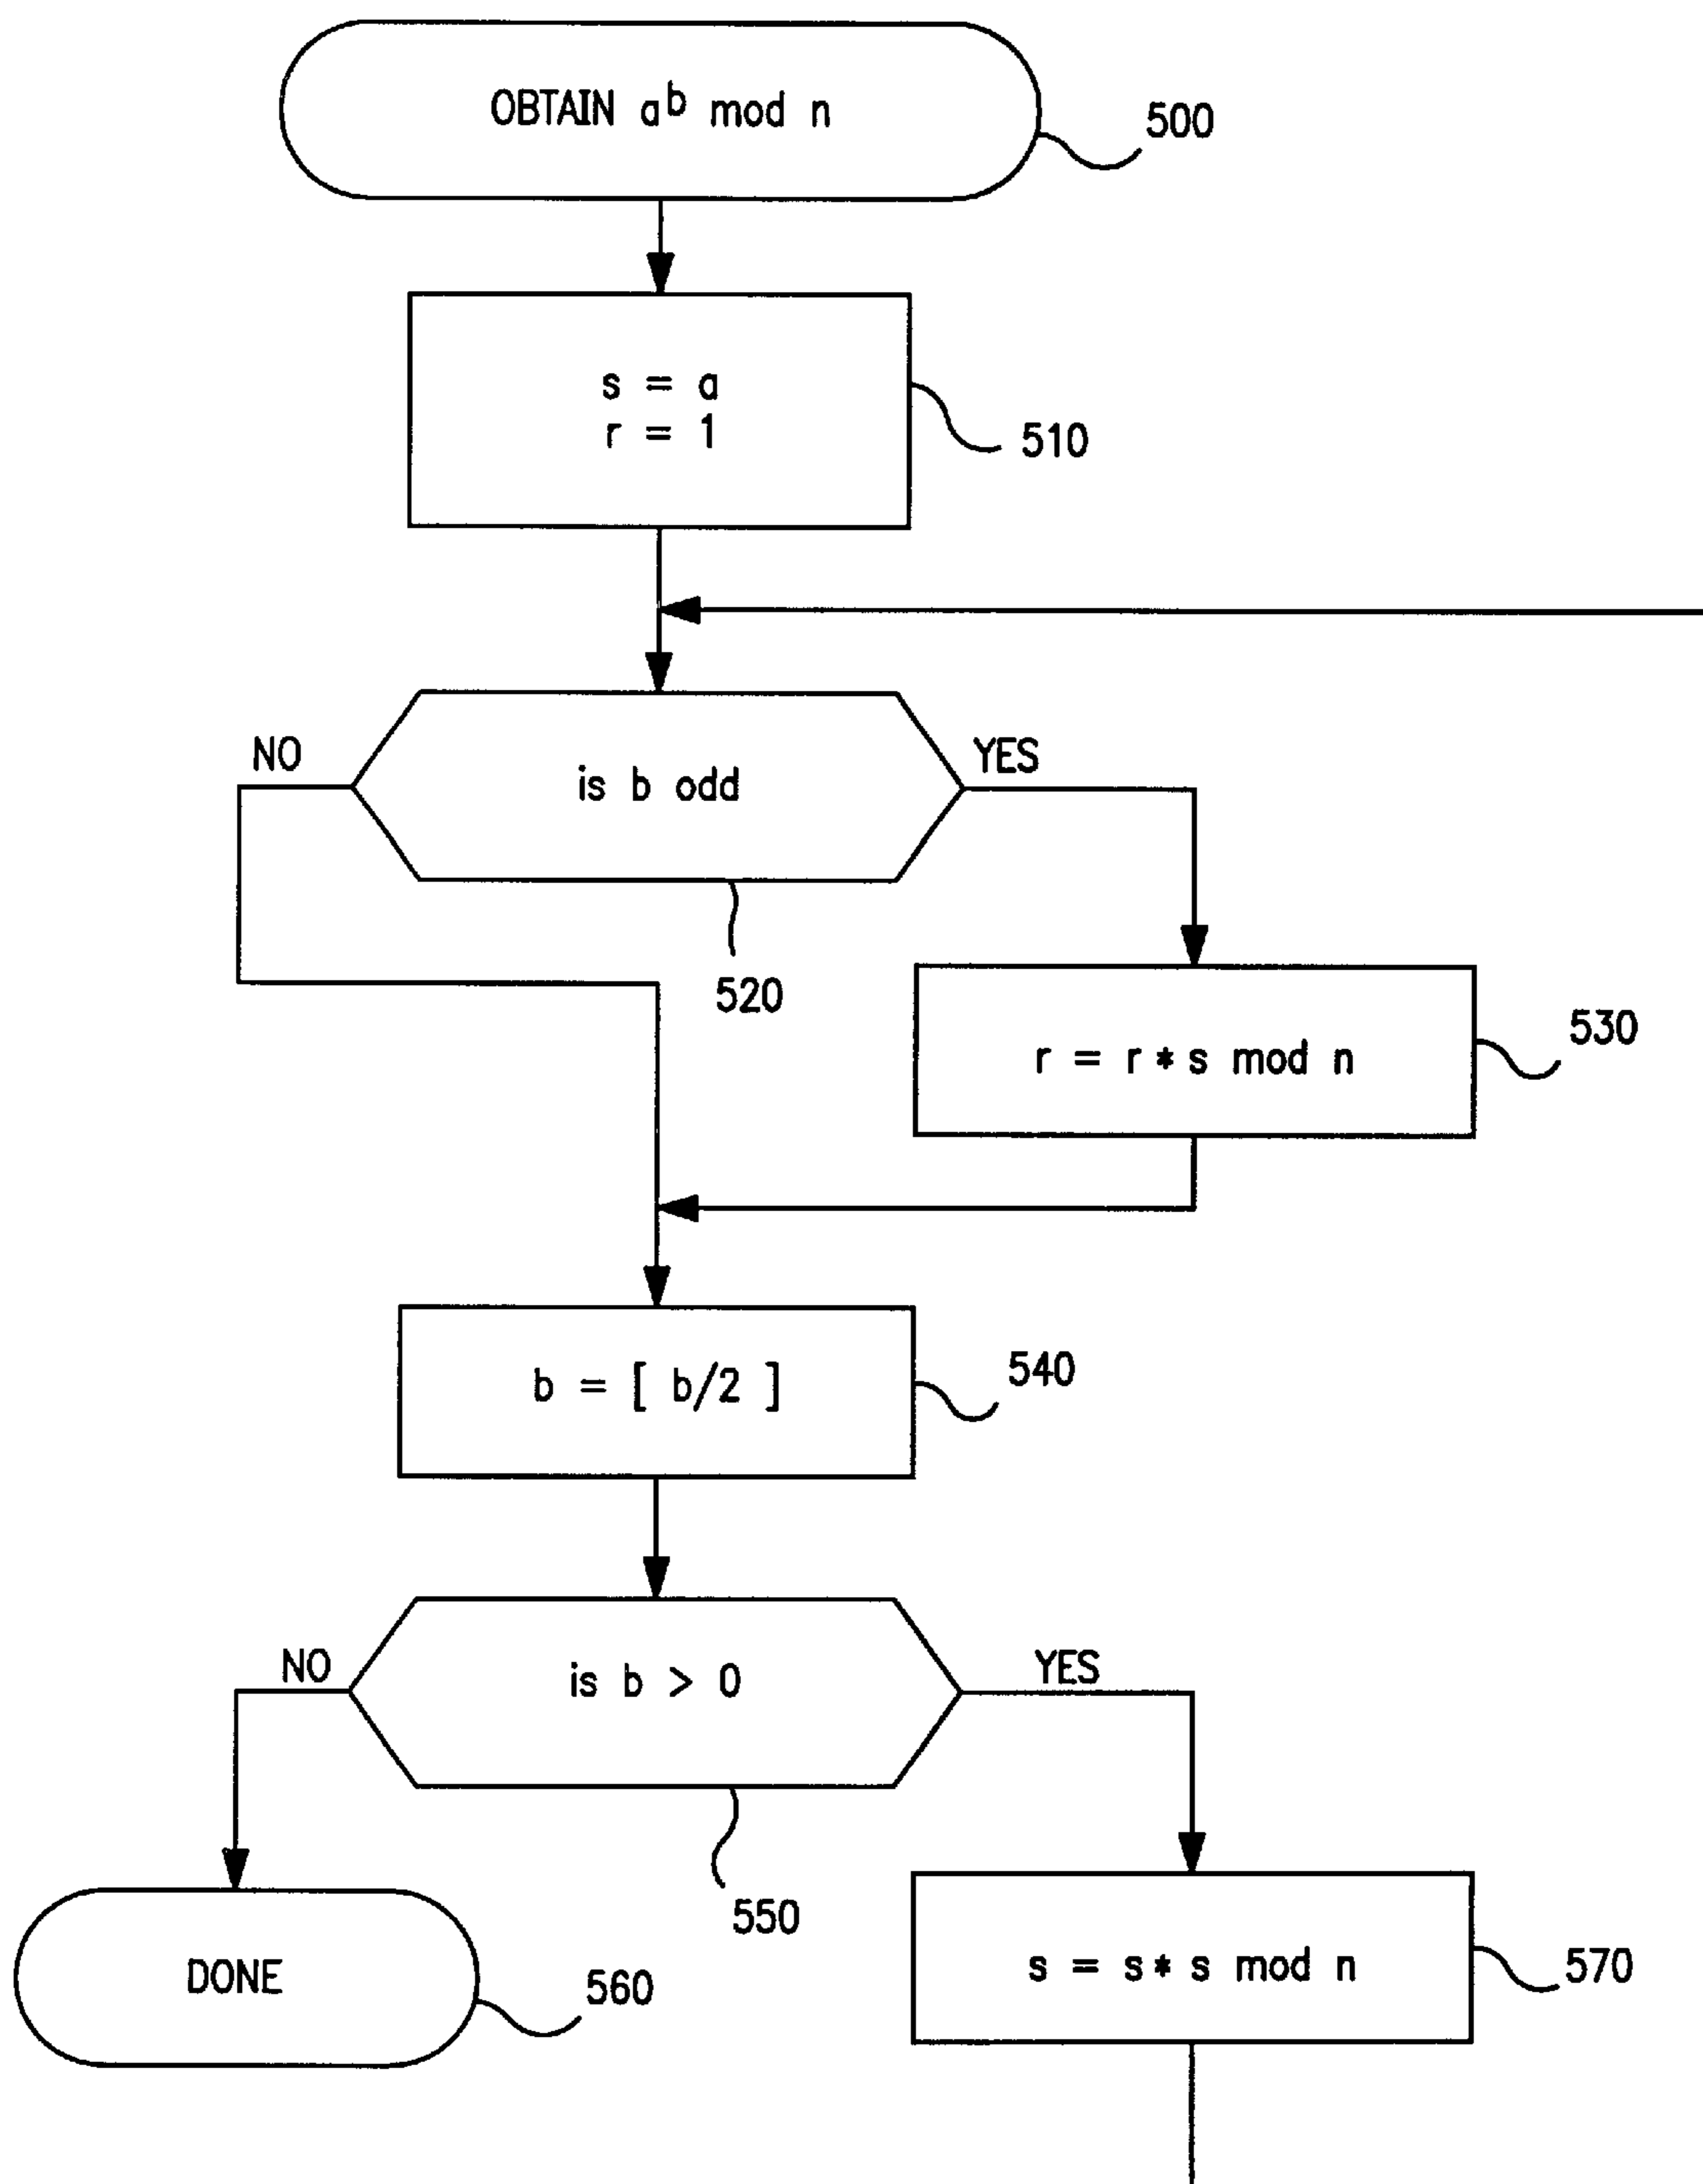 OBTAIN a^b mod n
500
s = a
r = 1
510
NO
is b odd
YES
520
530
r = r * s mod n
b = [ b/2 ]
540
NO
is b > 0
YES
550
DONE
560
s = s * s mod n
570